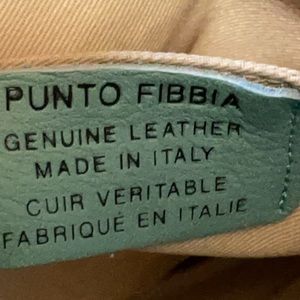 PUNTO FIBBIA
GENUINE LEATHER
MADE IN ITALY
CUIR VERITABLE
FABRIQUÉ EN ITALIE